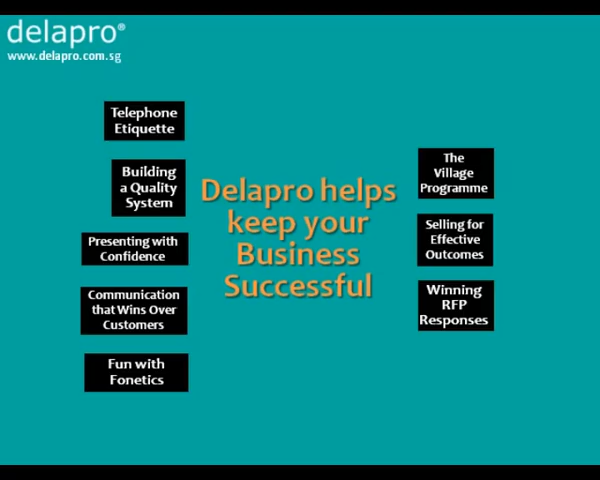 delapro®
www.delapro.com.sg
Telephone
Etiquette
Building
a Quality
System
Presenting with
Confidence
Communication
that Wins Over
Customers
Fun with
Fonetics
Delapro helps
keep your
Business
Successful
The
Village
Programme
Selling for
Effective
Outcomes
Winning
RFP
Responses